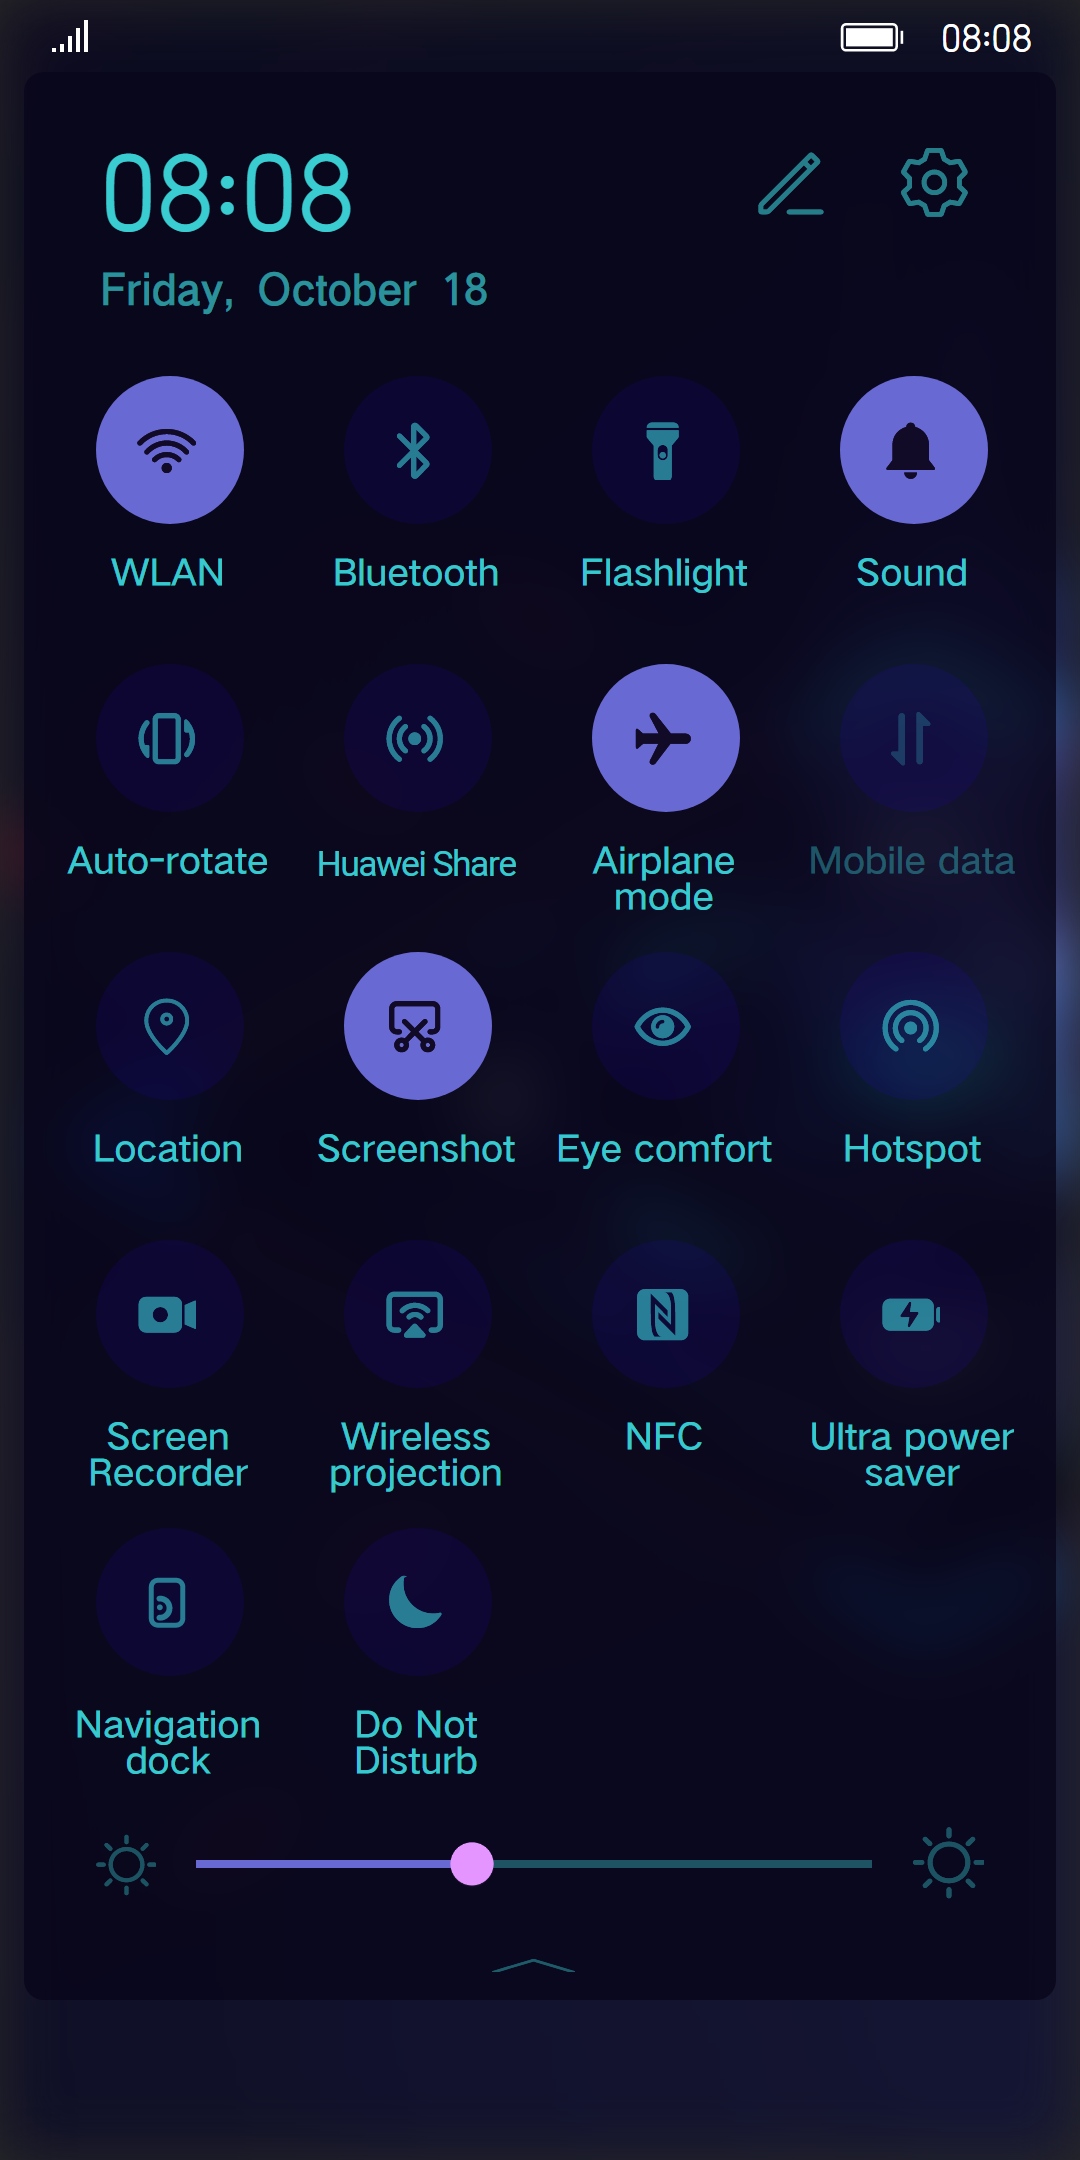 08:08
08:08
Friday, October 18
WLAN
Bluetooth
Flashlight
Sound
Auto-rotate
Huawei Share
Airplane
mode
Mobile data
Location
Screenshot
Eye comfort
Hotspot
Screen
Recorder
Wireless
projection
NFC
Ultra power
saver
Navigation
dock
Do Not
Disturb